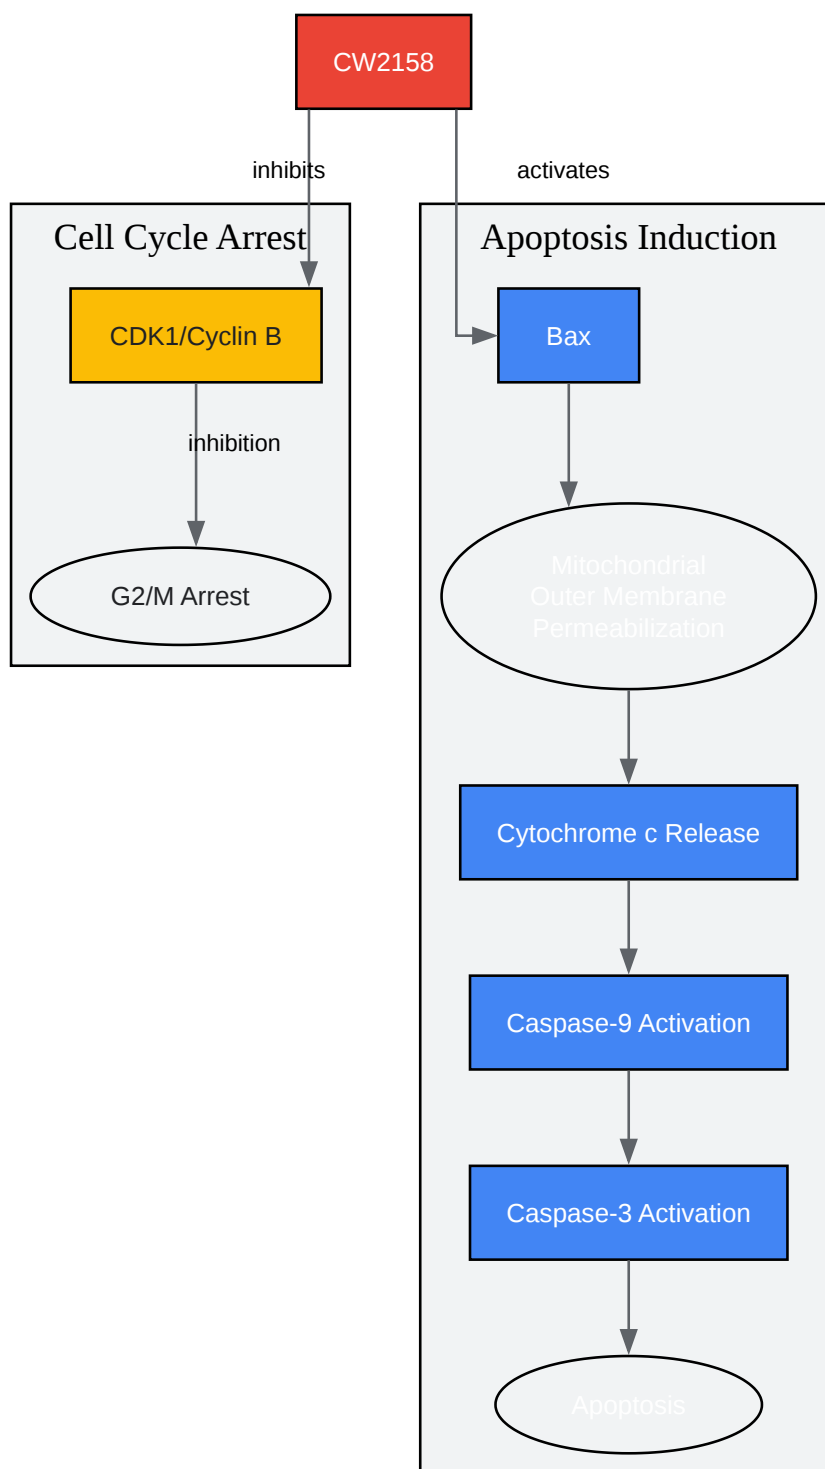 CW2158
inhibits
activates
Cell Cycle Arrest
Apoptosis Induction
CDK1/Cyclin B
Bax
inhibition
G2/M Arrest
Mitochondrial
Outer Membrane
Permeabilization
Cytochrome c Release
Caspase-9 Activation
Caspase-3 Activation
Apoptosis